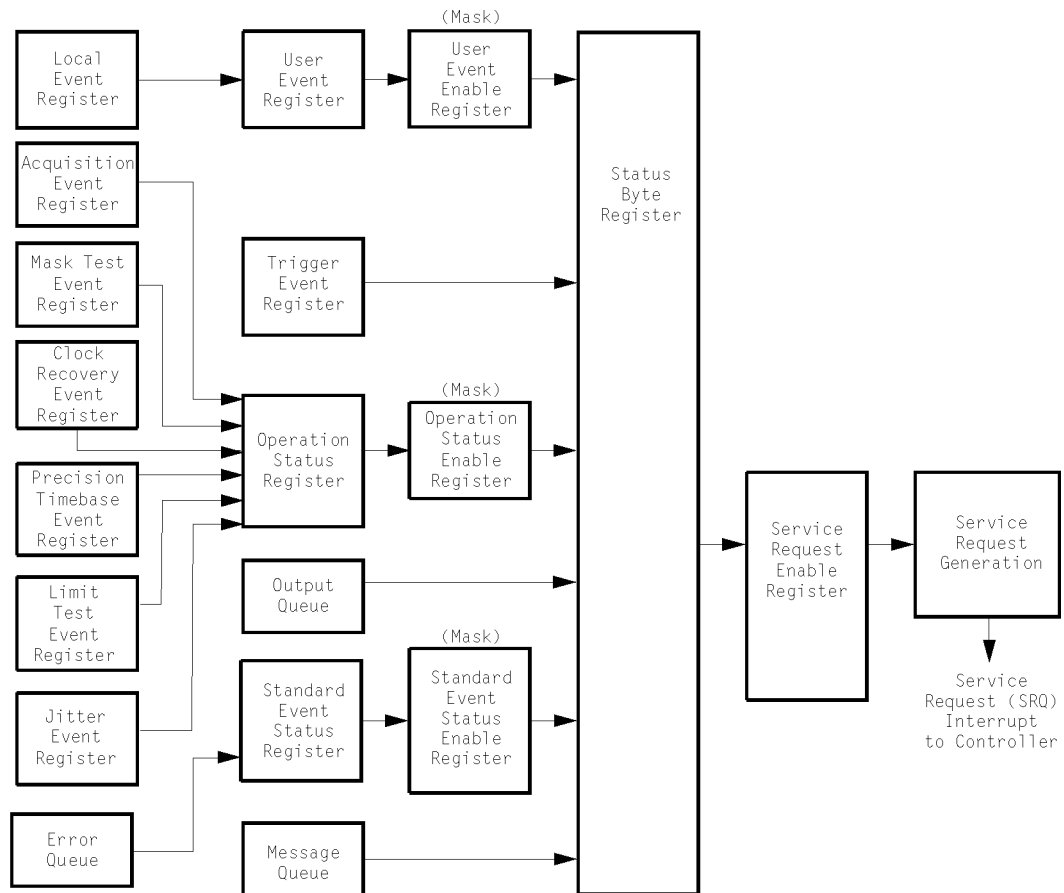 Local
Event
Register
User
Event
Register
(Mask)
User
Event
Enable
Register
Status
Byte
Register
Acquisition
Event
Register
Mask Test
Event
Register
Trigger
Event
Register
Clock
Recovery
Event
Register
Operation
Status
Register
(Mask)
Operation
Status
Enable
Register
Precision
Timebase
Event
Register
Service
Request
Enable
Register
Service
Request
Generation
Limit
Test
Event
Register
Output
Queue
Jitter
Event
Register
Standard
Event
Status
Register
(Mask)
Standard
Event
Status
Enable
Register
Service
Request (SRQ)
Interrupt
to Controller
Error
Queue
Message
Queue